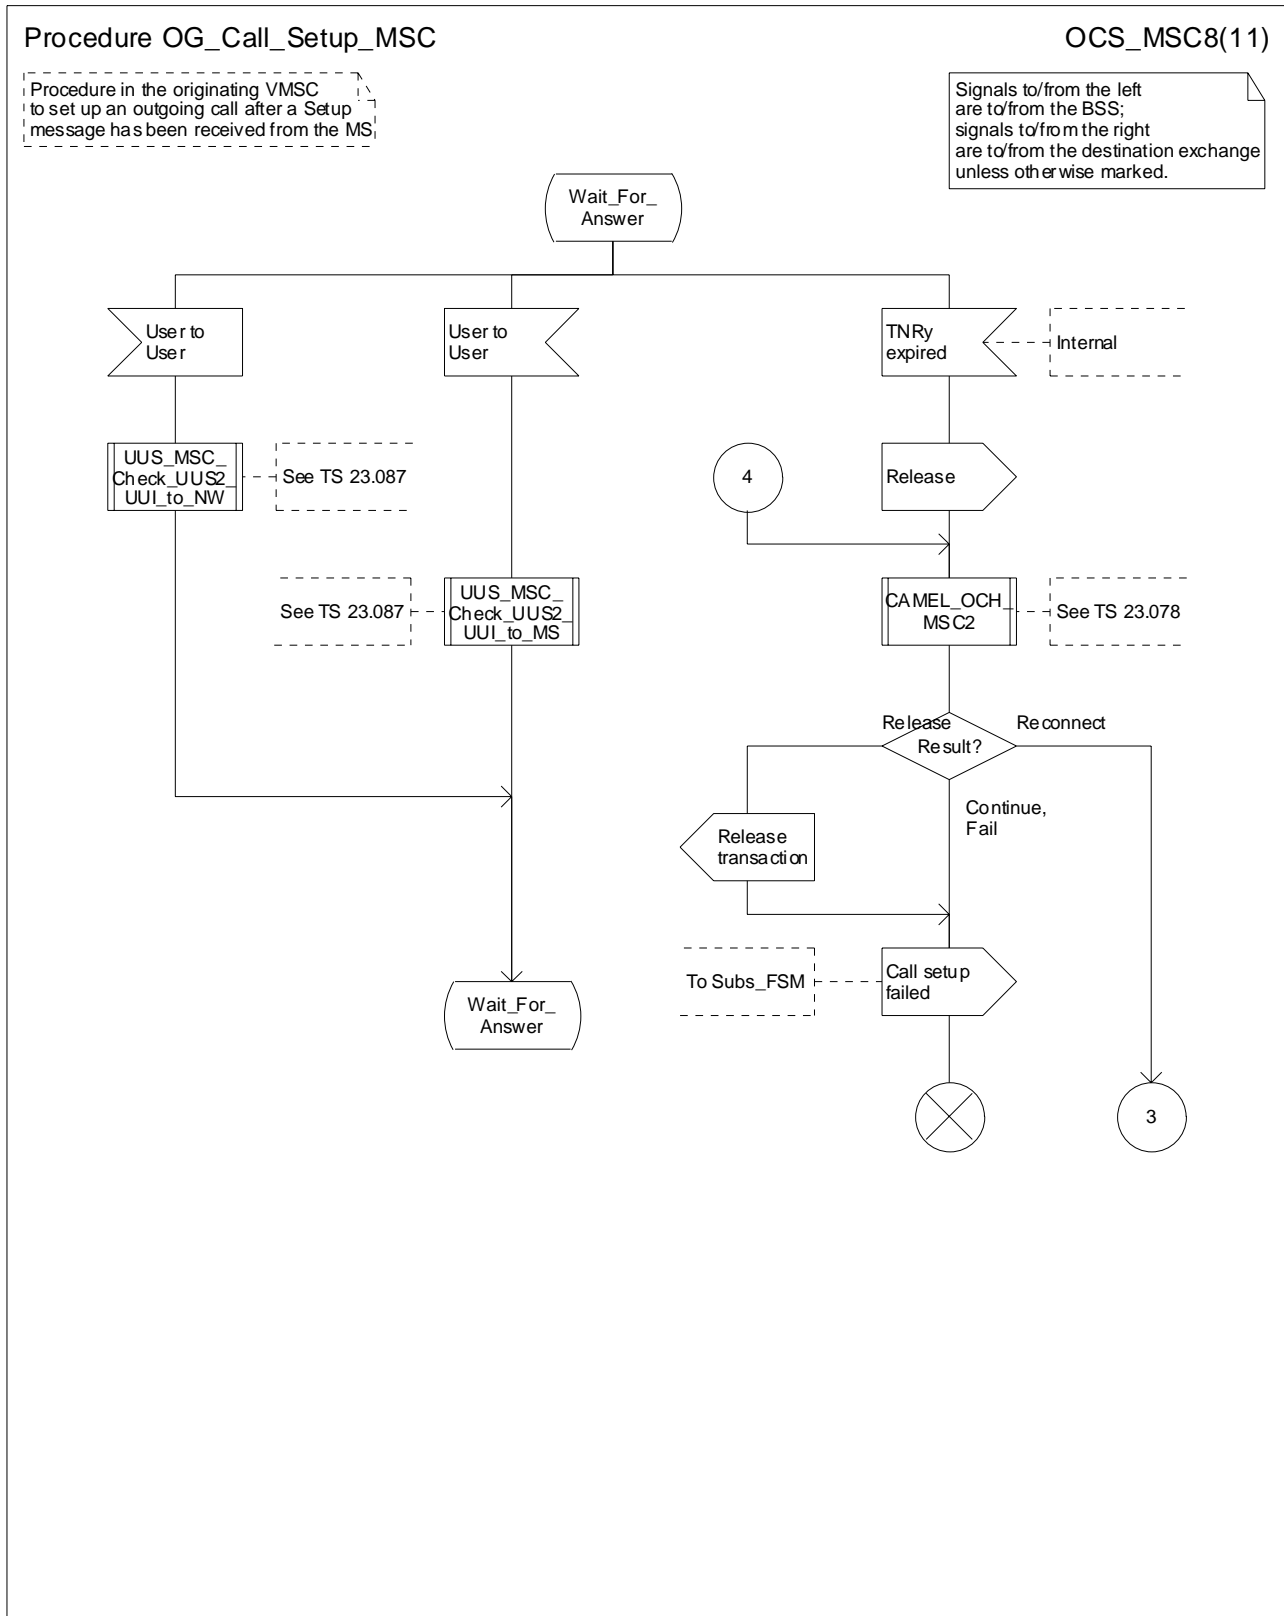 Procedure OG_Call_Setup_MSC
OCS_MSC8(11)
Procedure in the originating VMSC
to set up an outgoing call after a Setup
message has been received from the MS
Signals to/from the left
are to/from the BSS;
signals to/from the right
are to/from the destination exchange
unless otherwise marked.
Wait_For_
Answer
User to
User
User to
User
TNRy
expired
Internal
UUS_MSC_
Check_UUS2_
UUI_to_NW
See TS 23.087
4
Release
See TS 23.087
UUS_MSC_
Check_UUS2_
UUI_to_MS
CAMEL_OCH_
MSC2
See TS 23.078
Release
Reconnect
Result?
Continue,
Fail
Release
transaction
To Subs_FSM
Call setup
failed
Wait_For_
Answer
3